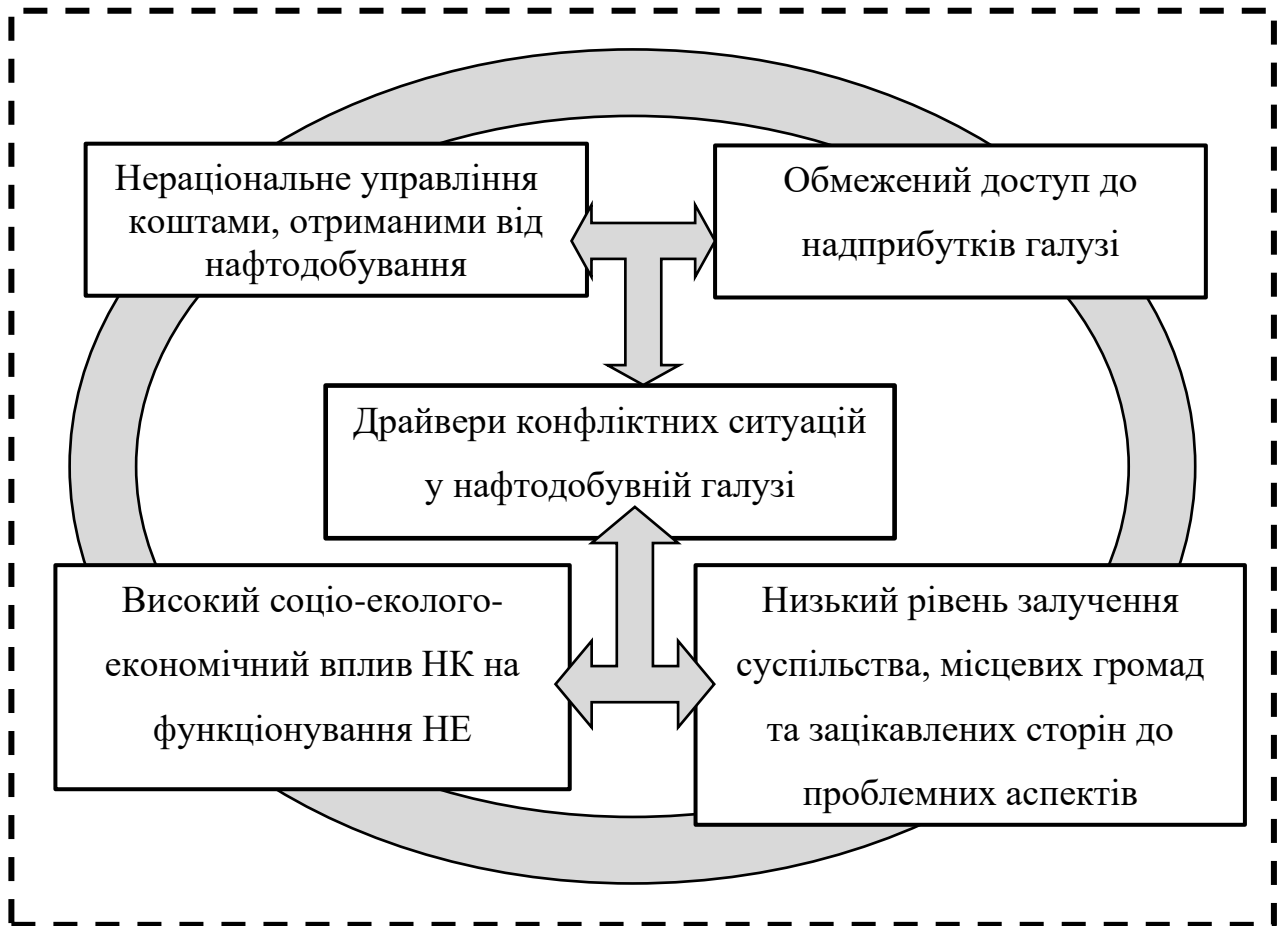 Нераціональне управління
коштами, отриманими від
нафтодобування
Обмежений доступ до
надприбутків галузі
Драйвери конфліктних ситуацій
у нафтодобувній галузі
Високий соціо-еколого-
економічний вплив НК на
функціонування НЕ
Низький рівень залучення
суспільства, місцевих громад
та зацікавлених сторін до
проблемних аспектів